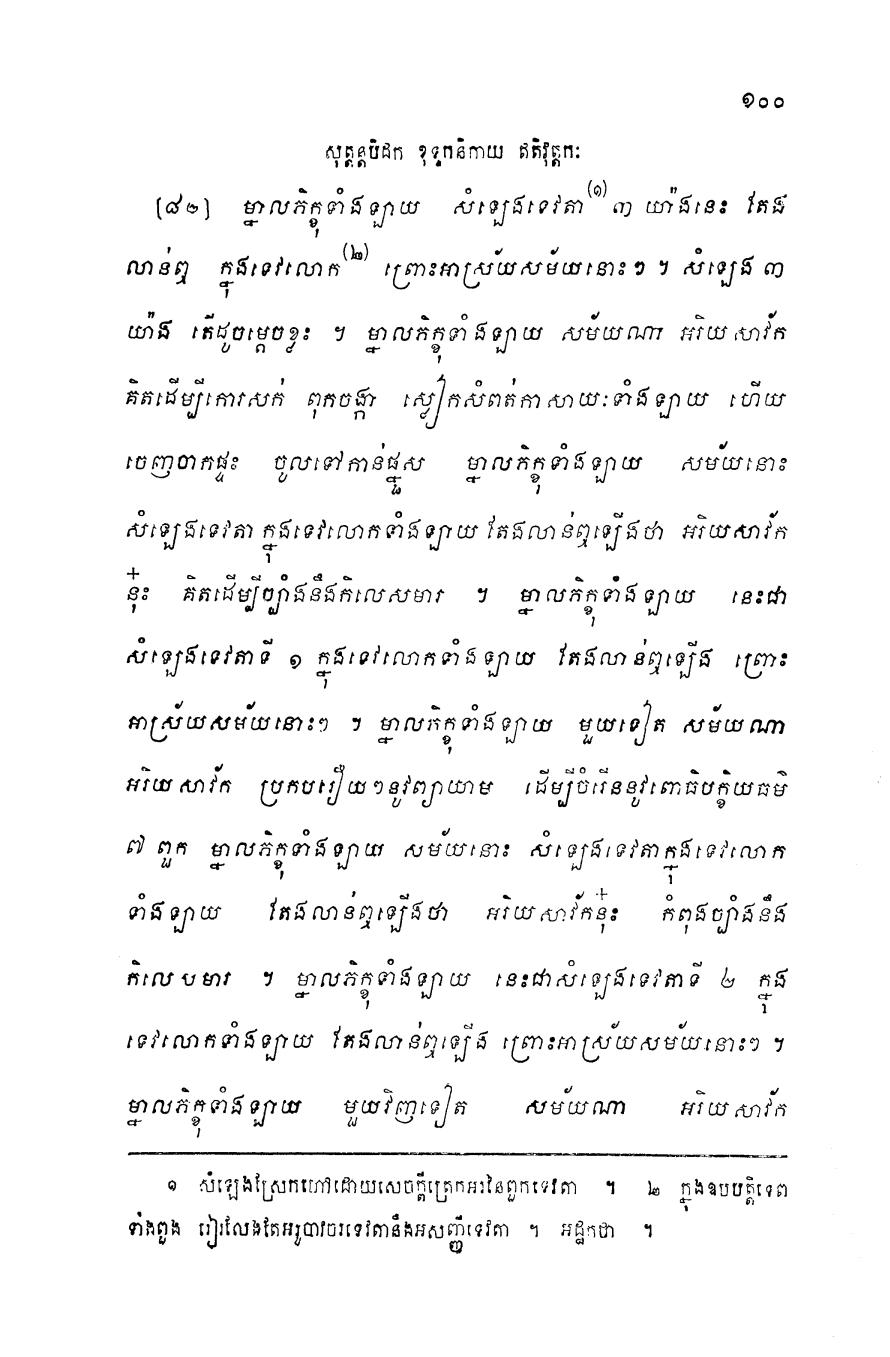 ១០០
សុត្តន្តបិដក ខុទ្ទកនិកាយ ឥតិវុត្តកៈ
[៨២] ម្នាលភិក្ខុទាំងឡាយ សំឡេងទេវតា(១) ៣ យ៉ាងនេះ តែង
លាន់ឮ ក្នុងទេវលោក(២) ព្រោះអាស្រ័យសម័យនោះៗ ។ សំឡេង ៣
យ៉ាង តើដូចម្តេចខ្លះ ។ ម្នាលភិក្ខុទាំងឡាយ សម័យណា អរិយសាវ័ក
គិតដើម្បីកោរសក់ ពុកចង្កា ស្លៀកសំពត់កាសាយៈទាំងឡាយ ហើយ
ចេញចាកផ្ទះ ចូលទៅកាន់ផ្នួស ម្នាលភិក្ខុទាំងឡាយ សម័យនោះ
សំឡេងទេវតា ក្នុងទេវលោកទាំងឡាយ តែងលាន់ឮឡើងថា អរិយសាវ័ក
នុ៎ះ គិតដើម្បីច្បាំងនឹងកិលេសមារ ។ ម្នាលភិក្ខុទាំងឡាយ នេះជា
សំឡេងទេវតាទី ១ ក្នុងទេវលោកទាំងឡាយ តែងលាន់ឮឡើង ព្រោះ
អាស្រ័យសម័យនោះៗ ។ ម្នាលភិក្ខុទាំងឡាយ មួយទៀត សម័យណា
អរិយសាវ័ក ប្រកបរឿយៗនូវព្យាយាម ដើម្បីចំរើននូវពោធិបក្ខិយធម៌
៧ ពួក ម្នាលភិក្ខុទាំងឡាយ សម័យនោះ សំឡេងទេវតាក្នុងទេវលោក
ទាំងឡាយ តែងលាន់ឮឡើងថា អរិយសាវ័កនុ៎ះ កំពុងច្បាំងនឹង
កិលេសមារ ។ ម្នាលភិក្ខុទាំងឡាយ នេះជាសំឡេងទេវតាទី ២ ក្នុង
ទេវលោកទាំងឡាយ តែងលាន់ឮឡើង ព្រោះអាស្រ័យសម័យនោះៗ ។
ម្នាលភិក្ខុទាំងឡាយ មួយវិញទៀត សម័យណា អរិយសាវ័ក
១ សំឡេងស្រែកហៅដោយសេចក្តីត្រេកអរនៃពួកទេវតា ។ ២ ក្នុងឧបបត្តិទេព
ទាំងពួង វៀរលែងតែអរូបាវចរទេវតានឹងអសញ្ញីទេវតា ។ អដ្ឋកថា ។